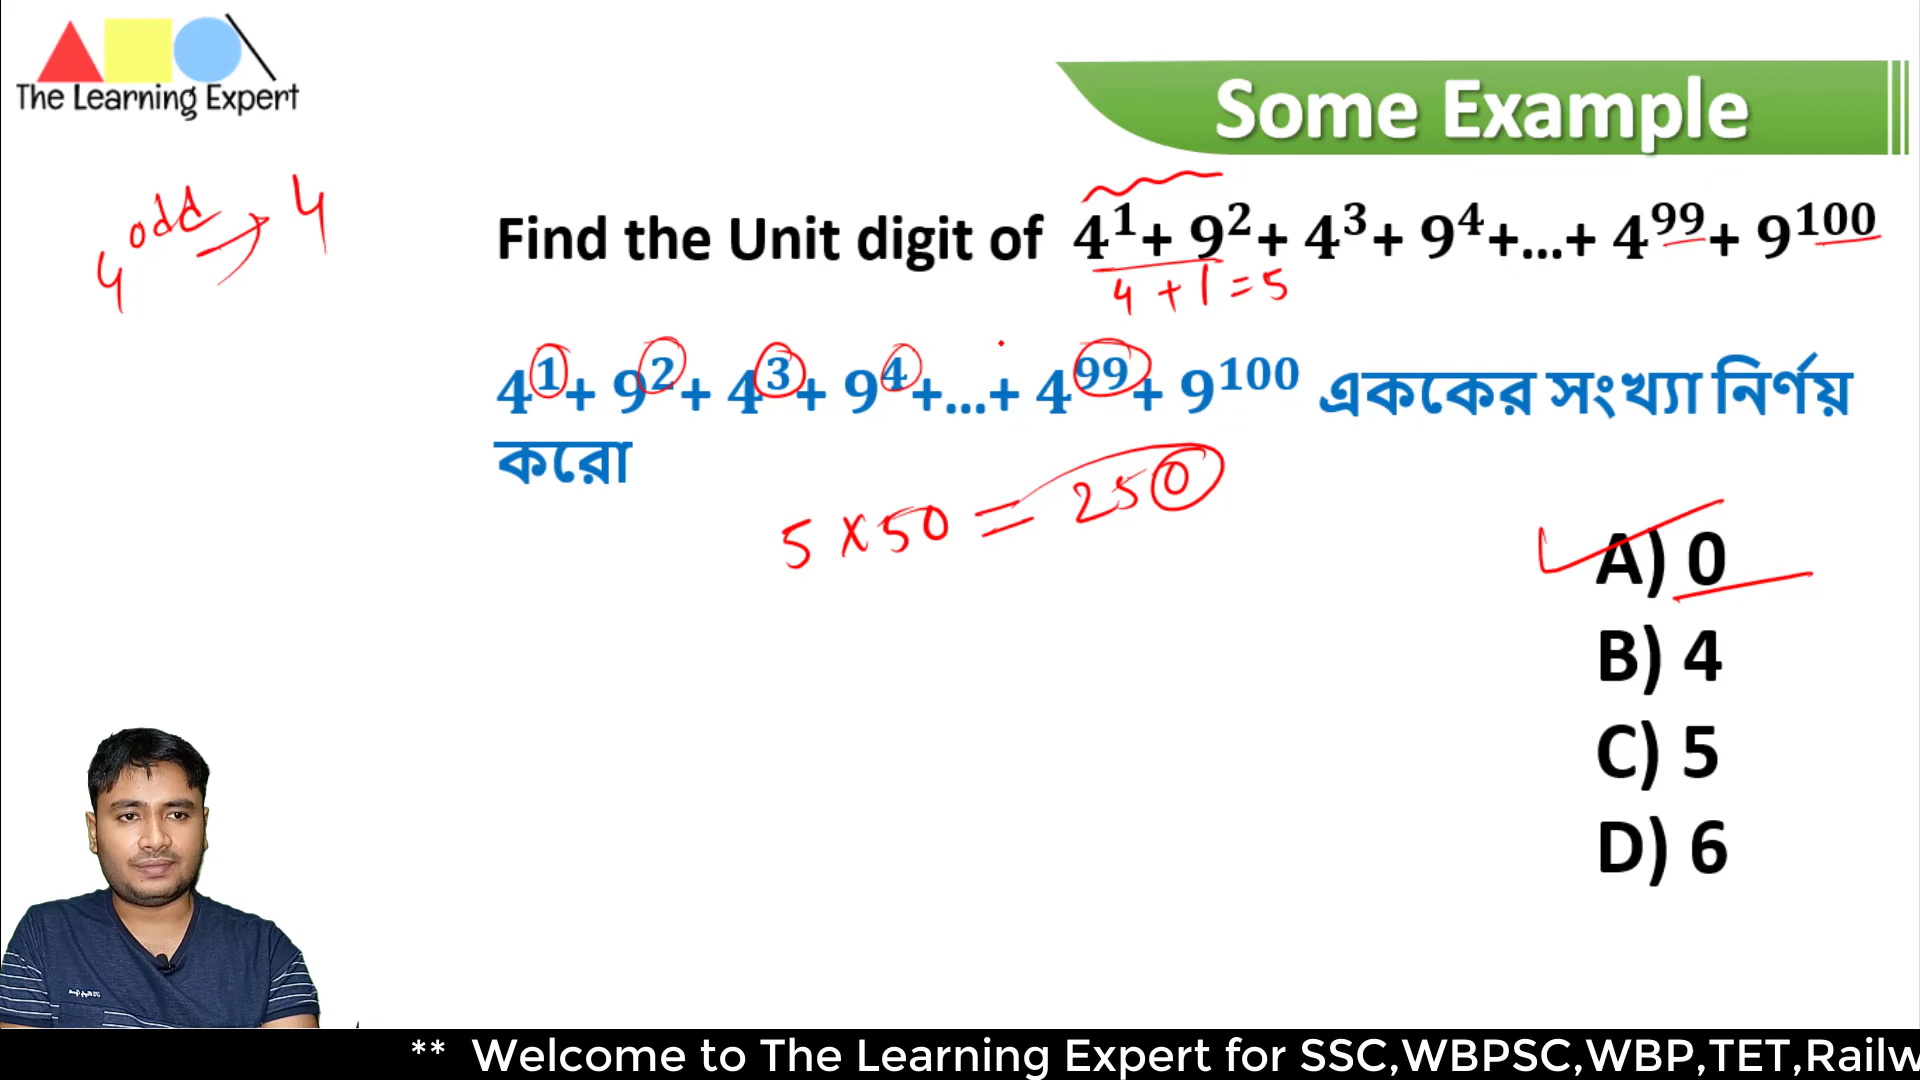 The Learning Expert
Some Example
4^odd → 4
Find the Unit digit of 4¹+ 9²+ 4³+ 9⁴+...+ 4⁹⁹+ 9¹⁰⁰
4 + 1 = 5
4¹+ 9²+ 4³+ 9⁴+...+ 4⁹⁹+ 9¹⁰⁰ এককের সংখ্যা নির্ণয়
করো
5 x 50 = 250
A) 0
B) 4
C) 5
D) 6
** Welcome to The Learning Expert for SSC,WBPSC,WBP,TET,Railw